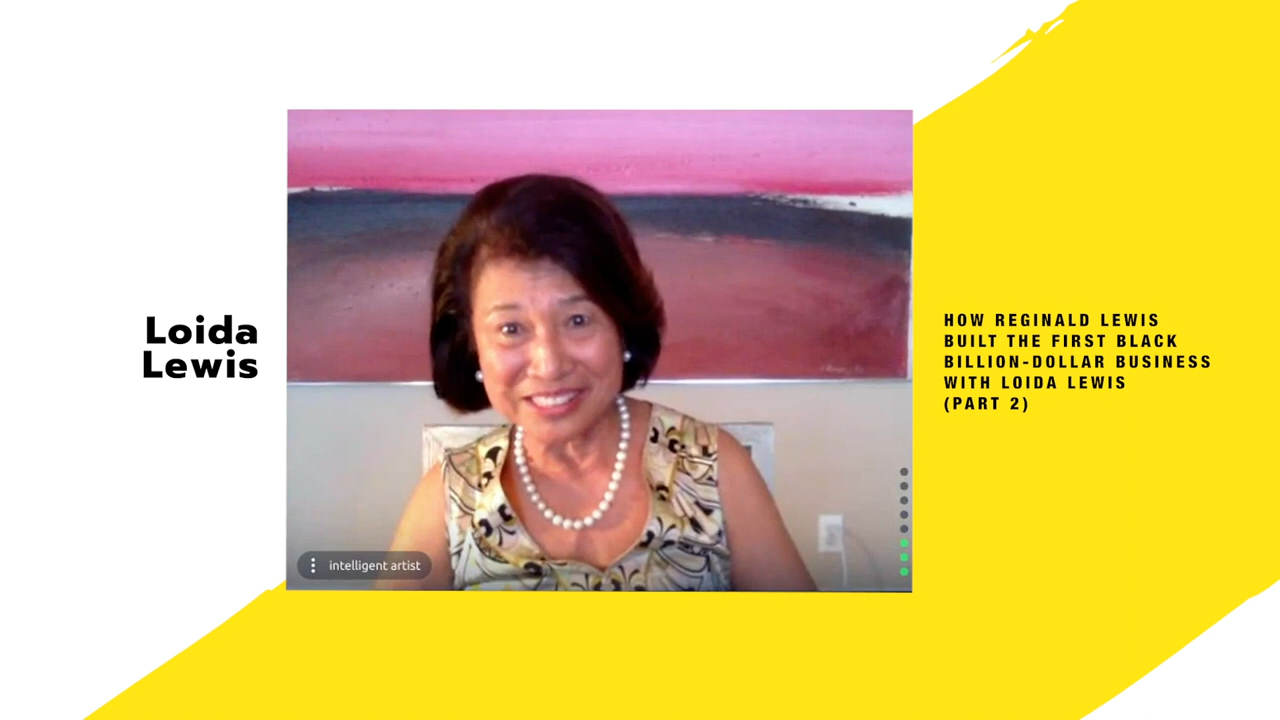 Loida
Lewis
HOW REGINALD LEWIS
BUILT THE FIRST BLACK
BILLION-DOLLAR BUSINESS
WITH LOIDA LEWIS
(PART 2)
intelligent artist